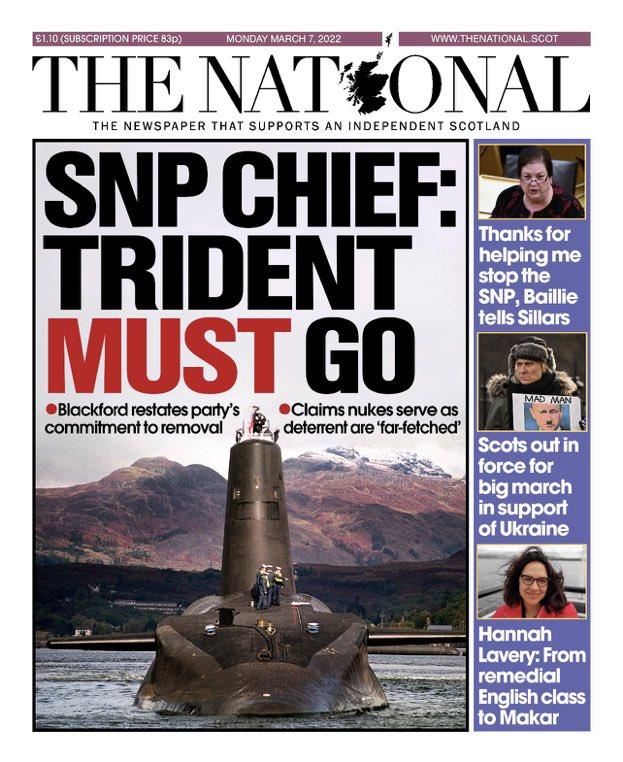 £1.10 (SUBSCRIPTION PRICE 83p)
MONDAY MARCH 7, 2022
WWW.THENATIONAL.SCOT
THE NATIONAL
THE NEWSPAPER THAT SUPPORTS AN INDEPENDENT SCOTLAND
SNP CHIEF:
TRIDENT
MUST GO
•Blackford restates party's
commitment to removal
•Claims nukes serve as
deterrent are 'far-fetched'
Thanks for
helping me
stop the
SNP, Baillie
tells Sillars
MAD MAN
Scots out in
force for
big march
in support
of Ukraine
Hannah
Lavery: From
remedial
English class
to Makar